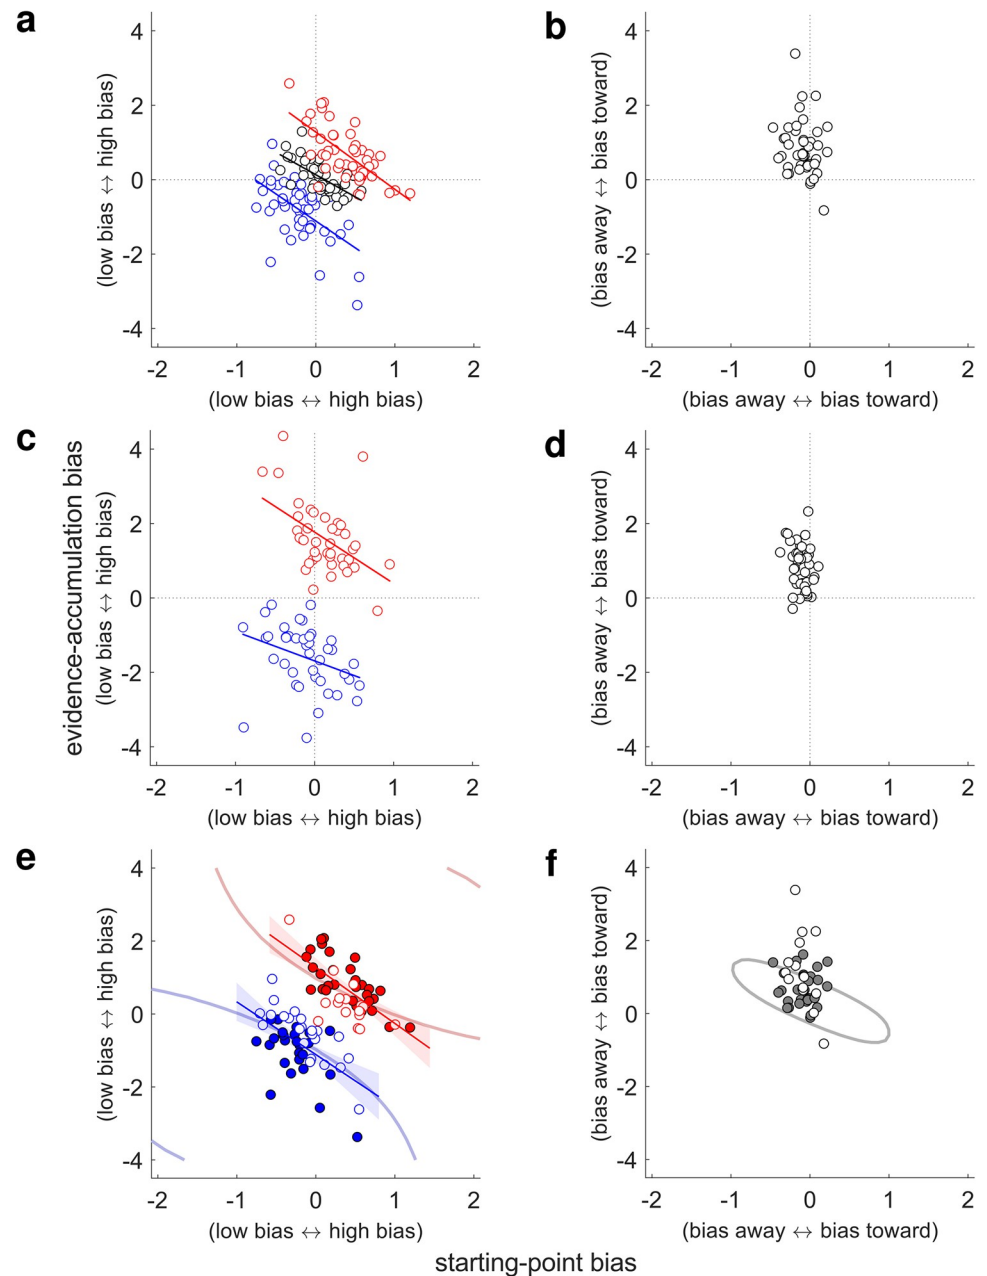 a
4
2
0
-2
-4
(low bias ↔ high bias)
-2 -1 0 1 2
(low bias ↔ high bias)
b
4
2
0
-2
-4
(bias away ↔ bias toward)
-2 -1 0 1 2
(bias away ↔ bias toward)
c
4
2
0
-2
-4
evidence-accumulation bias
(low bias ↔ high bias)
-2 -1 0 1 2
(low bias ↔ high bias)
d
4
2
0
-2
-4
(bias away ↔ bias toward)
-2 -1 0 1 2
(bias away ↔ bias toward)
e
4
2
0
-2
-4
(low bias ↔ high bias)
-2 -1 0 1 2
(low bias ↔ high bias)
f
4
2
0
-2
-4
(bias away ↔ bias toward)
-2 -1 0 1 2
(bias away ↔ bias toward)
starting-point bias